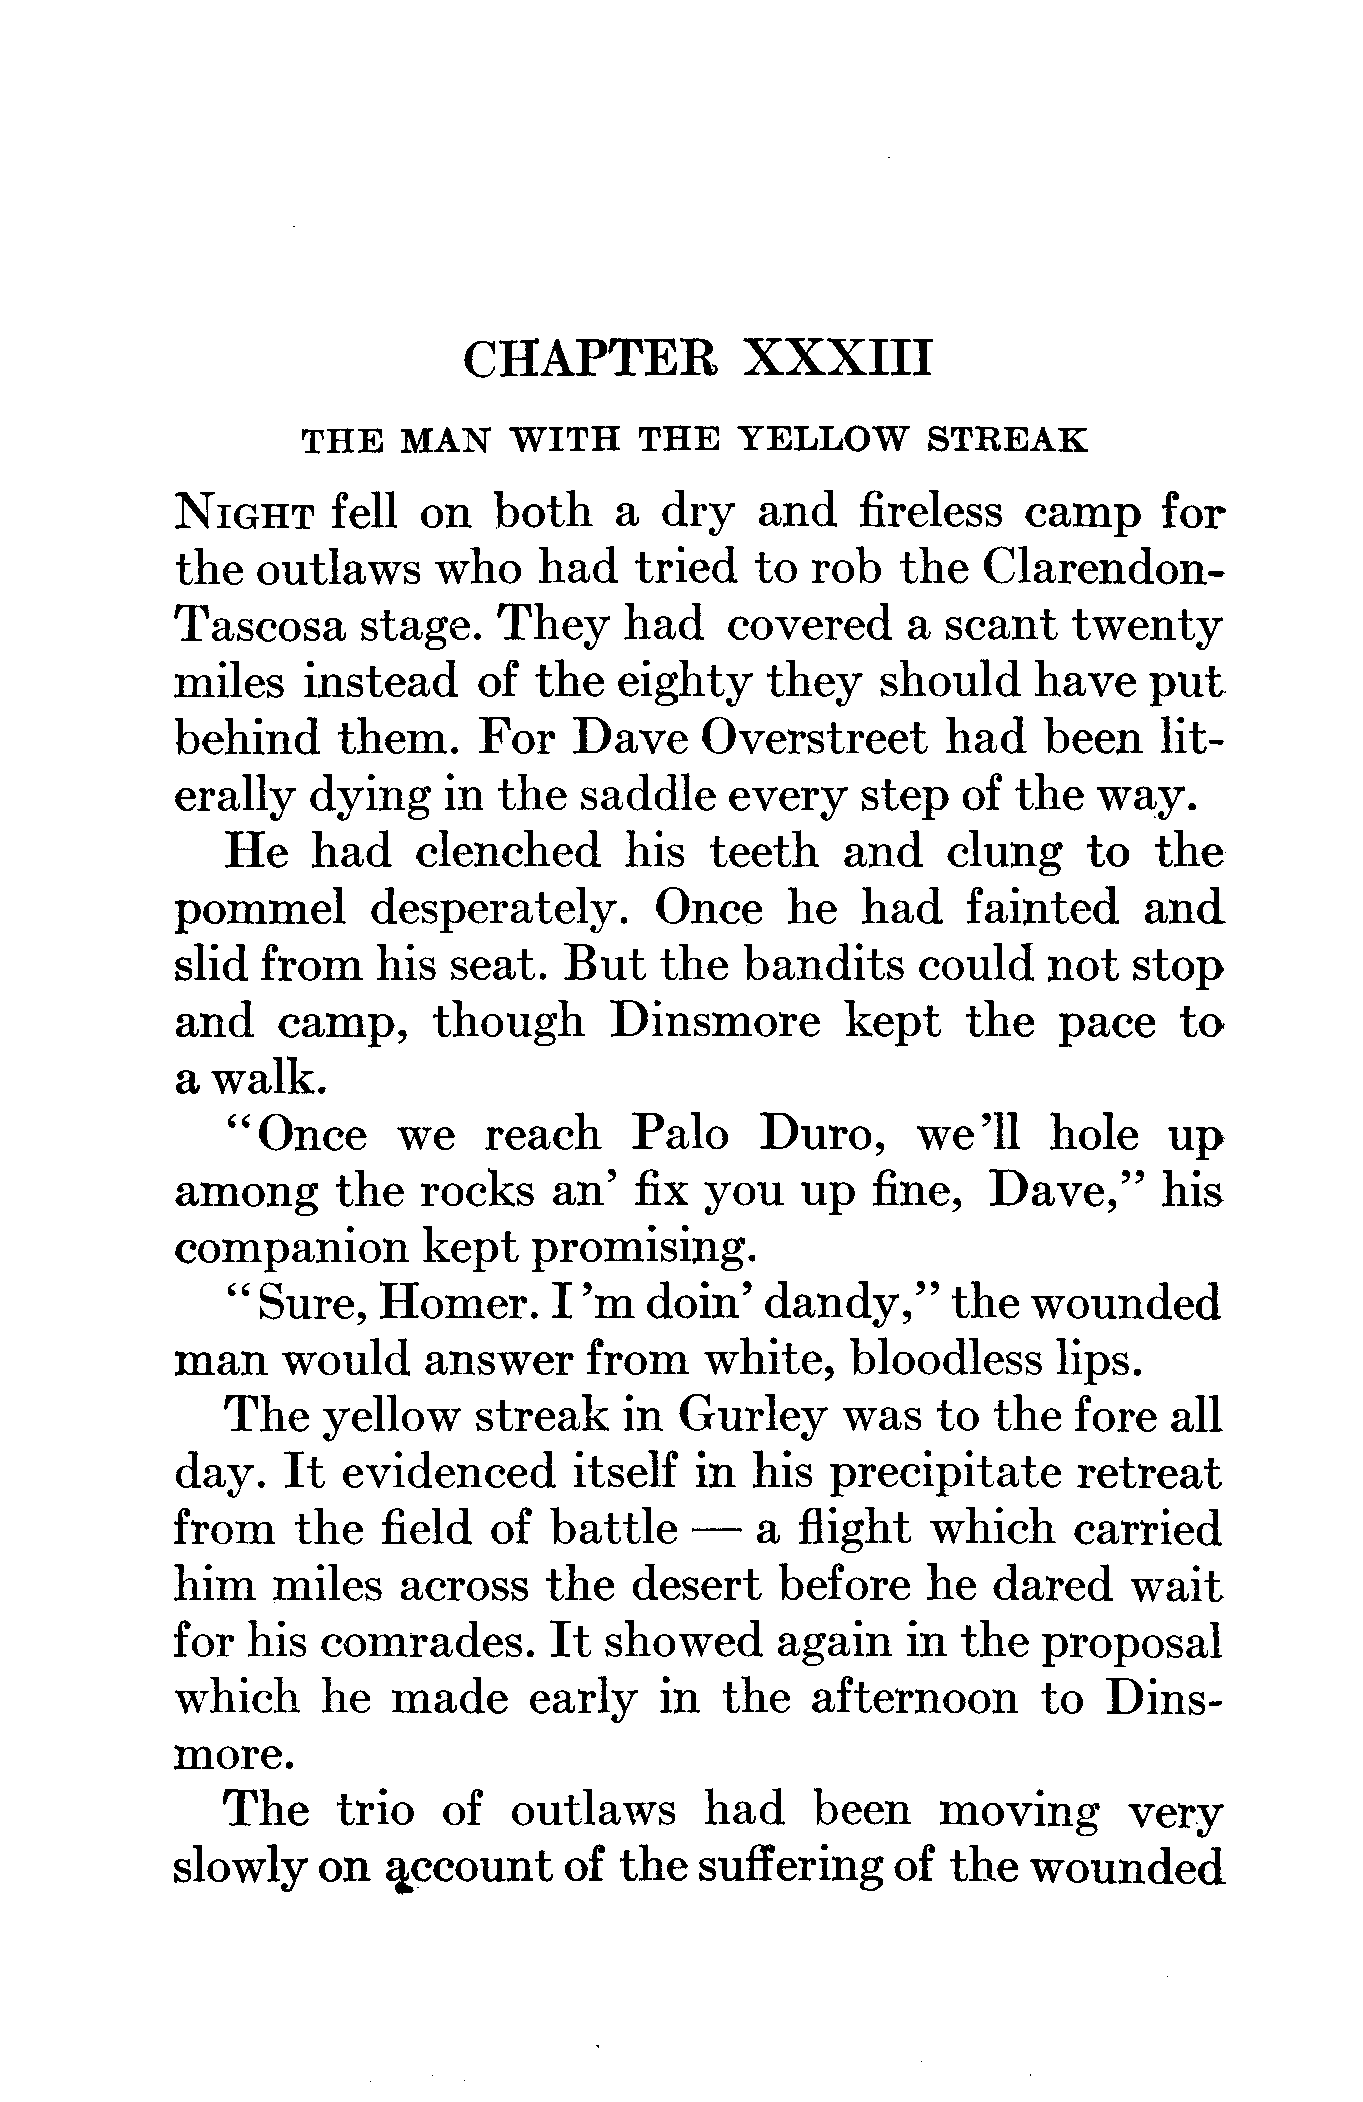 CHAPTER XXXIII
THE MAN WITH THE YELLOW STREAK
NIGHT fell on both a dry and fireless camp for
the outlaws who had tried to rob the Clarendon-
Tascosa stage. They had covered a scant twenty
miles instead of the eighty they should have put
behind them. For Dave Overstreet had been lit-
erally dying in the saddle every step of the way.
He had clenched his teeth and clung to the
pommel desperately. Once he had fainted and
slid from his seat. But the bandits could not stop
and camp, though Dinsmore kept the pace to
a walk.
"Once we reach Palo Duro, we'll hole up
among the rocks an' fix you up fine, Dave," his
companion kept promising.
"Sure, Homer. I'm doin' dandy," the wounded
man would answer from white, bloodless lips.
The yellow streak in Gurley was to the fore all
day. It evidenced itself in his precipitate retreat
from the field of battle — a flight which carried
him miles across the desert before he dared wait
for his comrades. It showed again in the proposal
which he made early in the afternoon to Dins-
more.
The trio of outlaws had been moving very
slowly on account of the suffering of the wounded